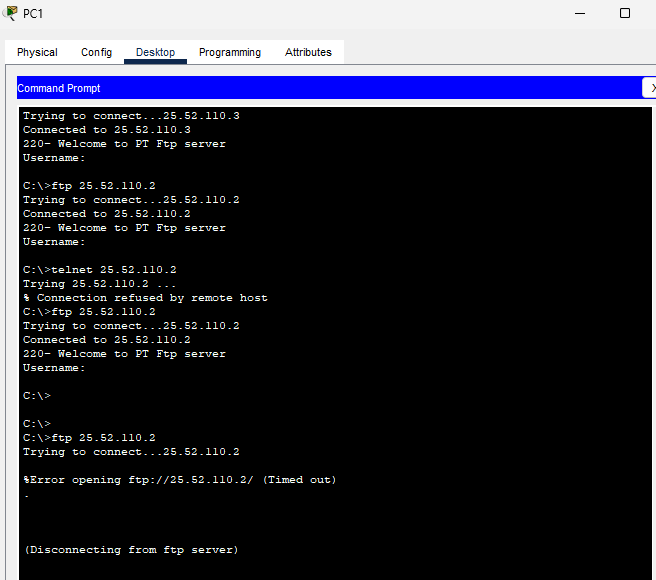 PC1
Physical Config Desktop Programming Attributes
Command Prompt
X
Trying to connect...25.52.110.3
Connected to 25.52.110.3
220- Welcome to PT Ftp server
Username:
C:\>ftp 25.52.110.2
Trying to connect...25.52.110.2
Connected to 25.52.110.2
220- Welcome to PT Ftp server
Username:
C:\>telnet 25.52.110.2
Trying 25.52.110.2 ...
% Connection refused by remote host
C:\>ftp 25.52.110.2
Trying to connect...25.52.110.2
Connected to 25.52.110.2
220- Welcome to PT Ftp server
Username:
C:\>
C:\>
C:\>ftp 25.52.110.2
Trying to connect...25.52.110.2
%Error opening ftp://25.52.110.2/ (Timed out)
.
(Disconnecting from ftp server)